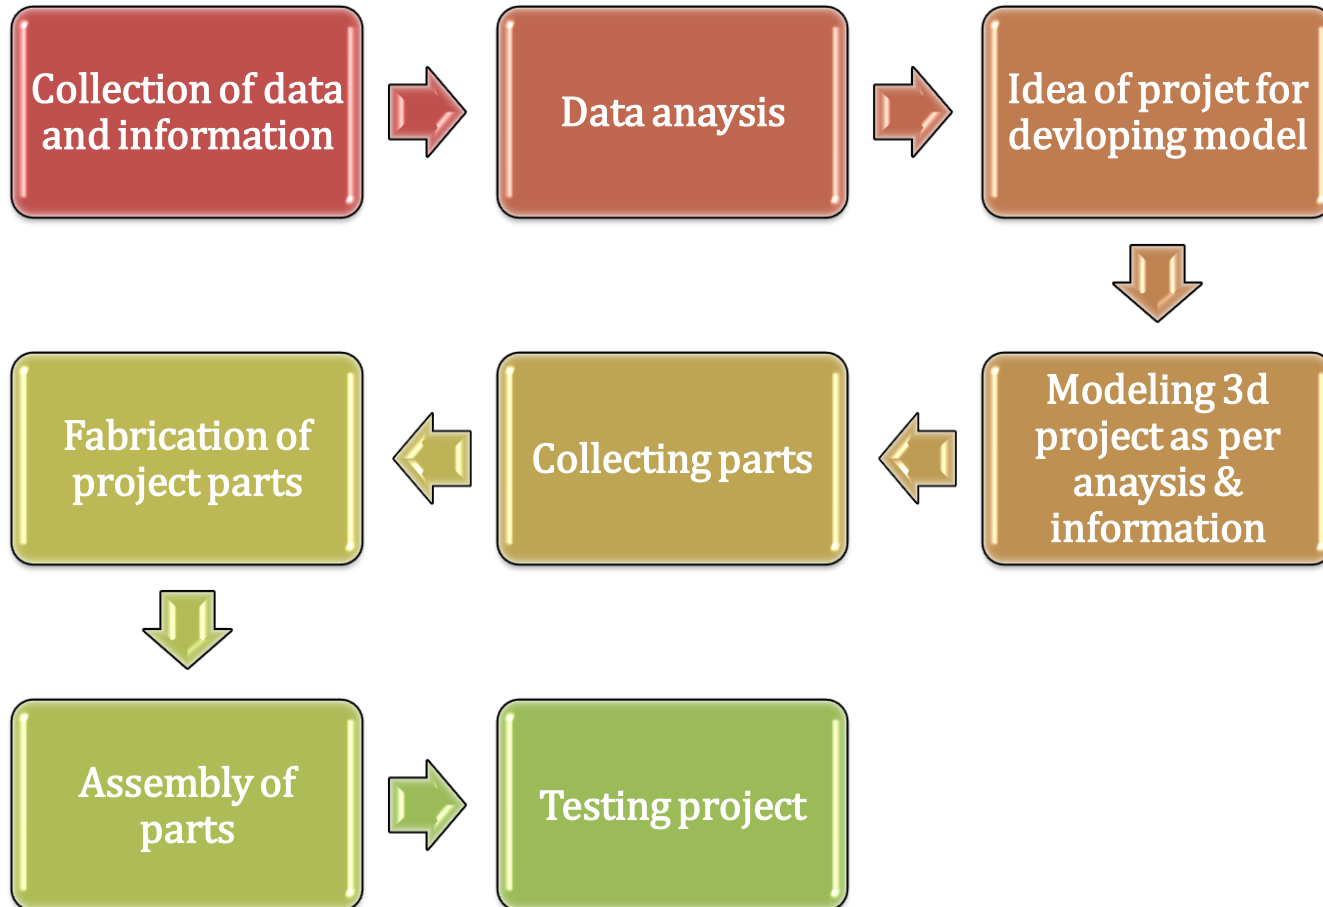 Collection of data
and information
Data anaysis
Idea of projet for
devloping model
Modeling 3d
project as per
anaysis &
information
Collecting parts
Fabrication of
project parts
Assembly of
parts
Testing project